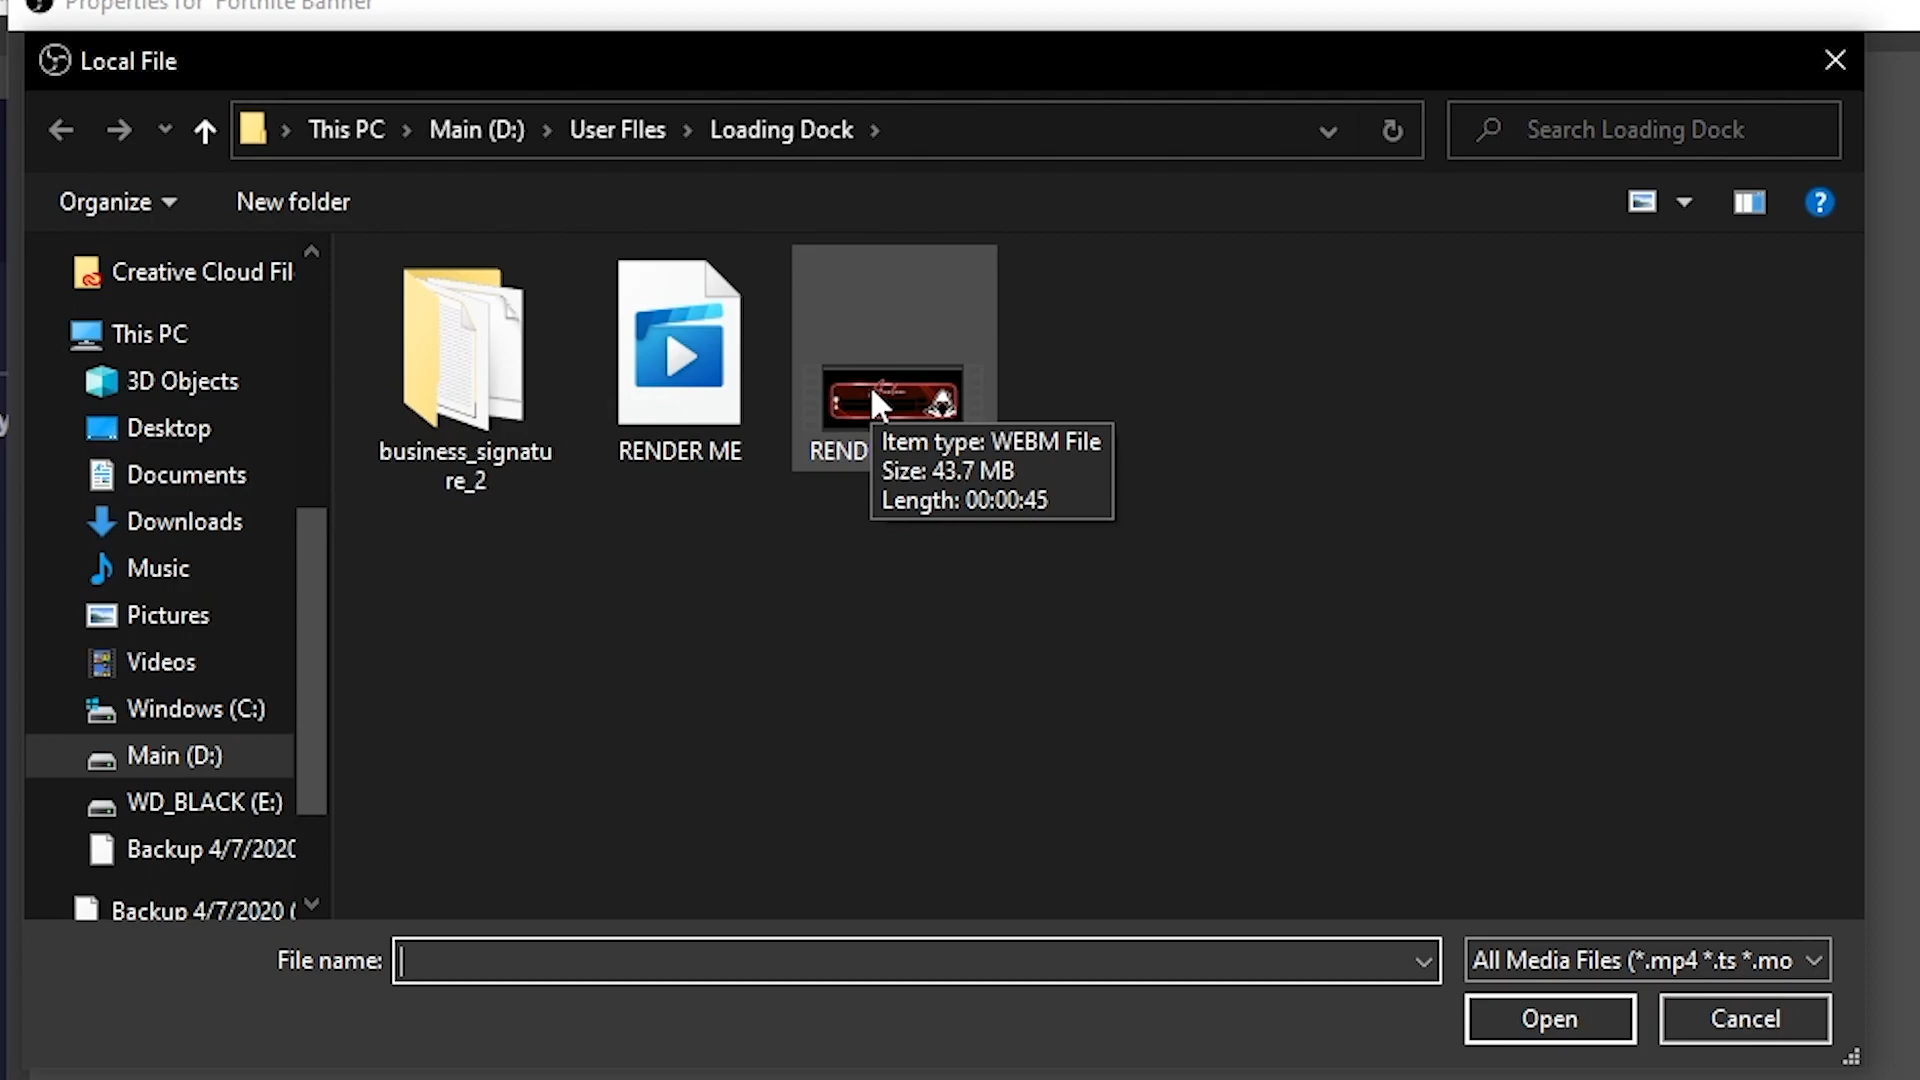 Properties for 'Fortnite Banner'
Local File
This PC > Main (D:) > User FIles > Loading Dock >
Search Loading Dock
Organize
New folder
Creative Cloud Fil
This PC
3D Objects
Desktop
Documents
Downloads
Music
Pictures
Videos
Windows (C:)
Main (D:)
WD_BLACK (E:)
Backup 4/7/2020
Backup 4/7/2020 (
business_signatu
re_2
RENDER ME
REND
Item type: WEBM File
Size: 43.7 MB
Length: 00:00:45
File name:
All Media Files (*.mp4 *.ts *.mo
Open
Cancel